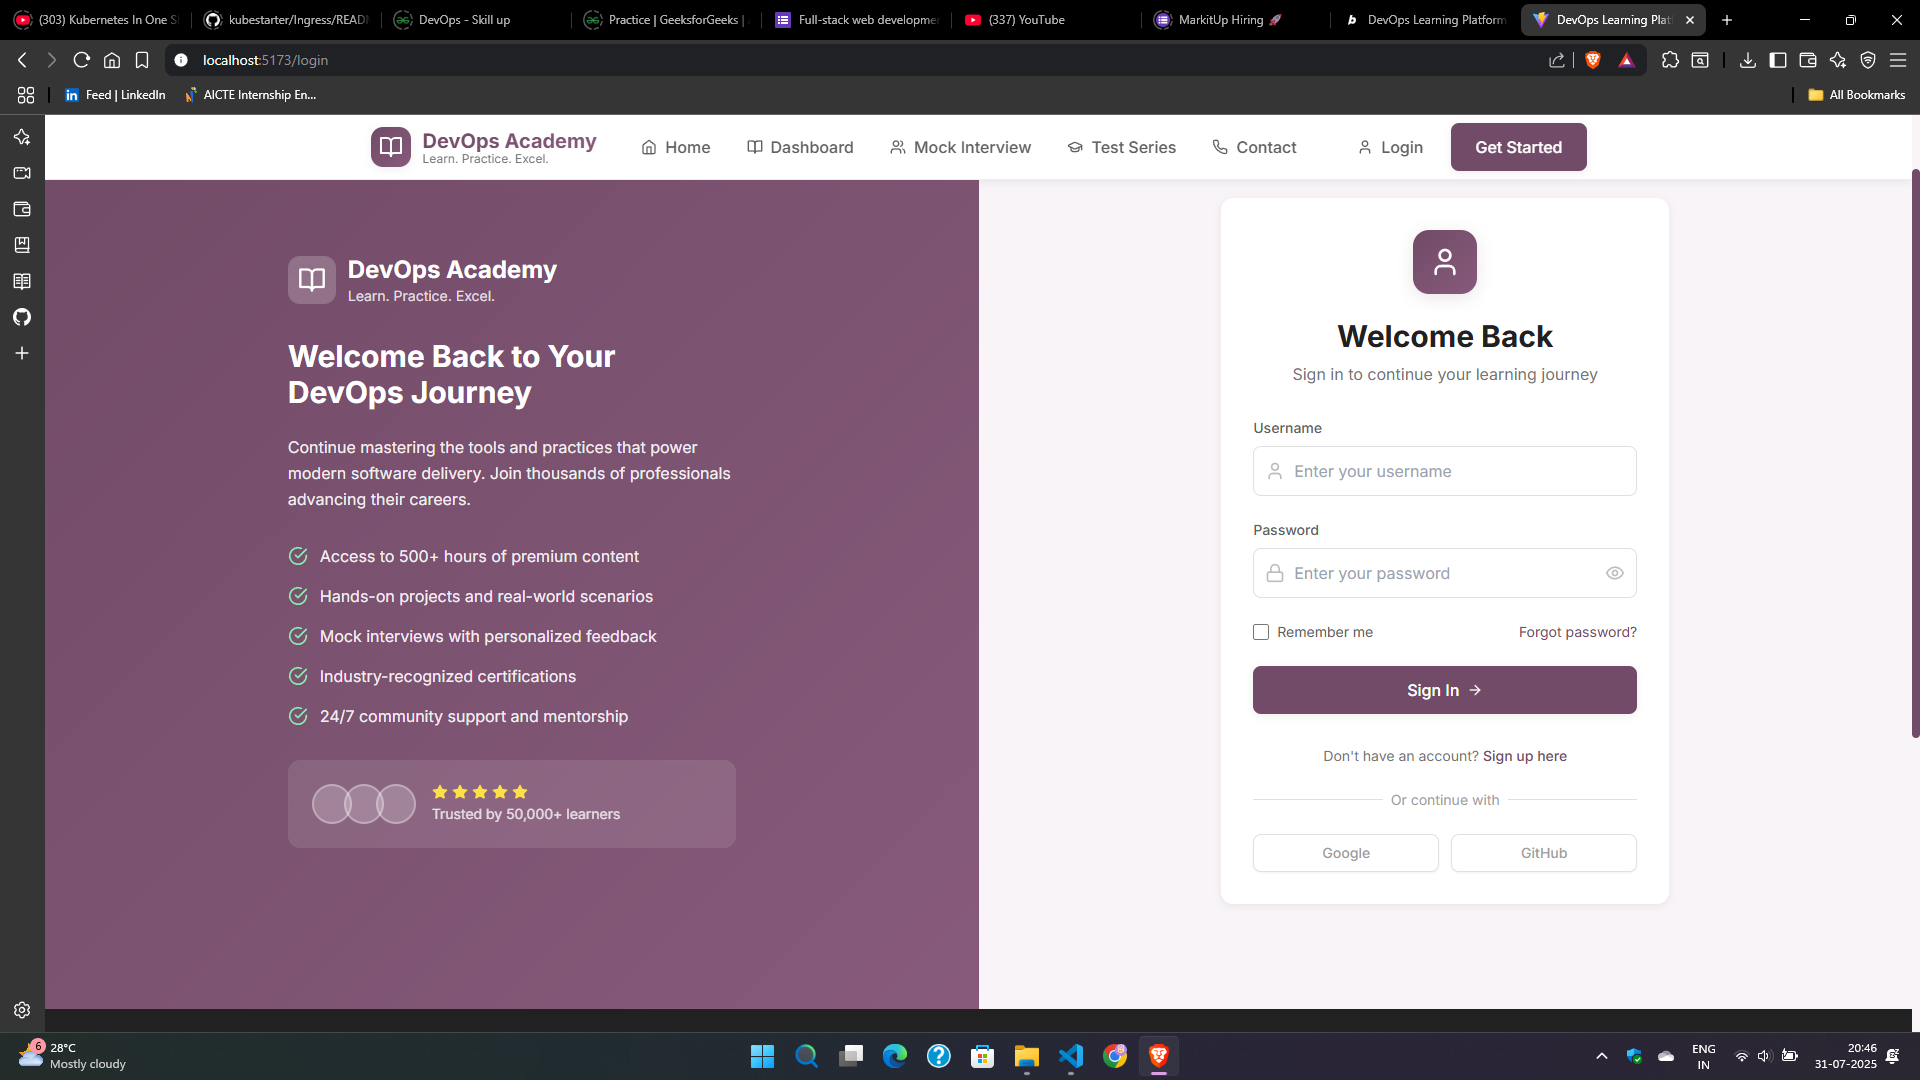 (303) Kubernetes In One S
kubestarter/Ingress/READ
DevOps - Skill up
Practice | GeeksforGeeks |
Full-stack web developme
(337) YouTube
MarkitUp Hiring 🚀
DevOps Learning Platform
DevOps Learning Plat
localhost:5173/login
Feed | LinkedIn
AICTE Internship En...
All Bookmarks
DevOps Academy
Learn. Practice. Excel.
Home
Dashboard
Mock Interview
Test Series
Contact
Login
Get Started
DevOps Academy
Learn. Practice. Excel.
Welcome Back to Your
DevOps Journey
Continue mastering the tools and practices that power
modern software delivery. Join thousands of professionals
advancing their careers.
Access to 500+ hours of premium content
Hands-on projects and real-world scenarios
Mock interviews with personalized feedback
Industry-recognized certifications
24/7 community support and mentorship
Trusted by 50,000+ learners
Welcome Back
Sign in to continue your learning journey
Username
Enter your username
Password
Enter your password
Remember me
Forgot password?
Sign In →
Don't have an account? Sign up here
Or continue with
Google
GitHub
6
28°C
Mostly cloudy
ENG
IN
20:46
31-07-2025